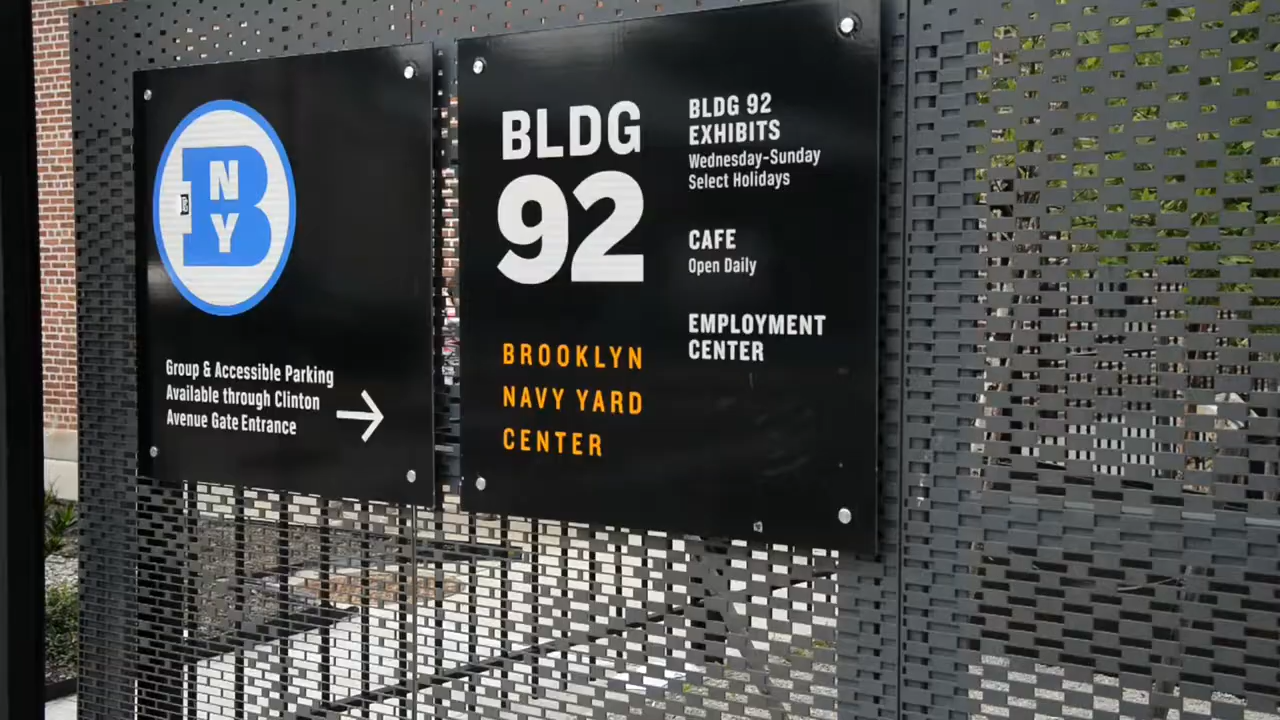 N
B
Y
Group & Accessible Parking
Available through Clinton
Avenue Gate Entrance
BLDG
92
BROOKLYN
NAVY YARD
CENTER
BLDG 92
EXHIBITS
Wednesday-Sunday
Select Holidays
CAFE
Open Daily
EMPLOYMENT
CENTER